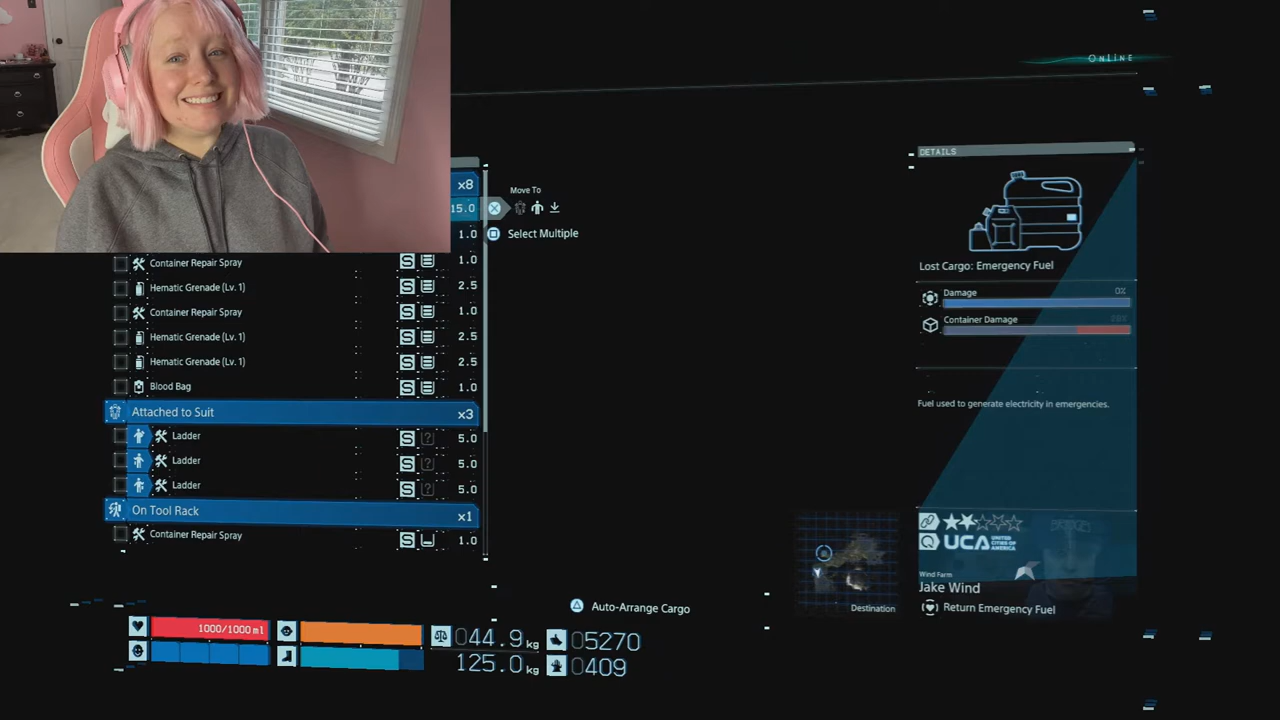 OnLine
x8
Move To
15.0
1.0
Select Multiple
Container Repair Spray S 1.0
Hematic Grenade (Lv. 1) S 2.5
Container Repair Spray S 1.0
Hematic Grenade (Lv. 1) S 2.5
Hematic Grenade (Lv. 1) S 2.5
Blood Bag S 1.0
Attached to Suit x3
Ladder S ? 5.0
Ladder S ? 5.0
Ladder S ? 5.0
On Tool Rack x1
Container Repair Spray S 1.0
DETAILS
Lost Cargo: Emergency Fuel
Damage 0%
Container Damage
Fuel used to generate electricity in emergencies.
UCA UNITED CITIES OF AMERICA
Wind Farm
Jake Wind
Return Emergency Fuel
Destination
Auto-Arrange Cargo
1000/1000 ml
044.9 kg
125.0 kg
05270
0409